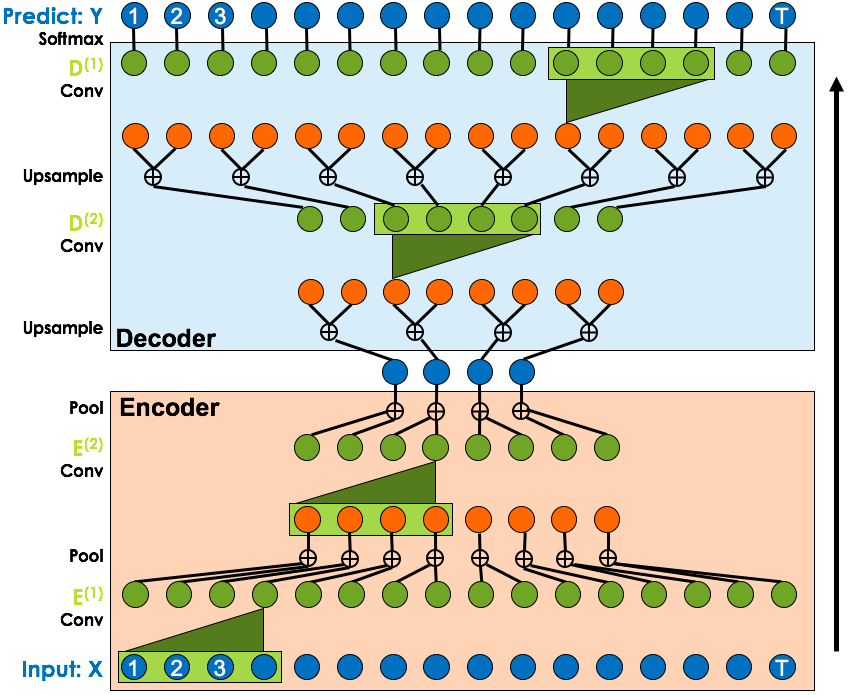 Predict: Y 1 2 3 T
Softmax
D(1)
Conv
Upsample
D(2)
Conv
Upsample
Decoder
Encoder
Pool
E(2)
Conv
Pool
E(1)
Conv
Input: X 1 2 3 T